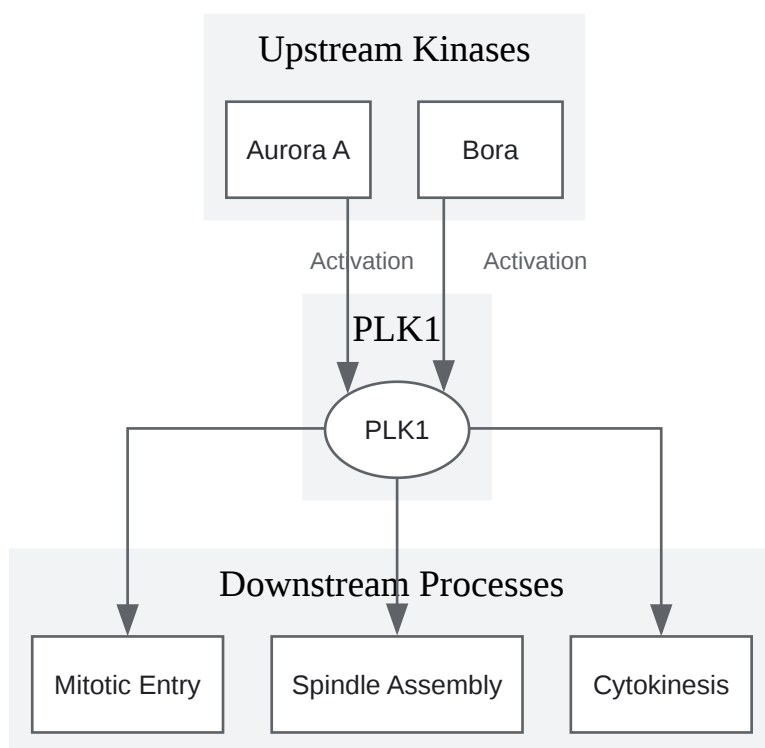 Upstream Kinases
Aurora A
Bora
Activation
Activation
PLK1
PLK1
Downstream Processes
Mitotic Entry
Spindle Assembly
Cytokinesis